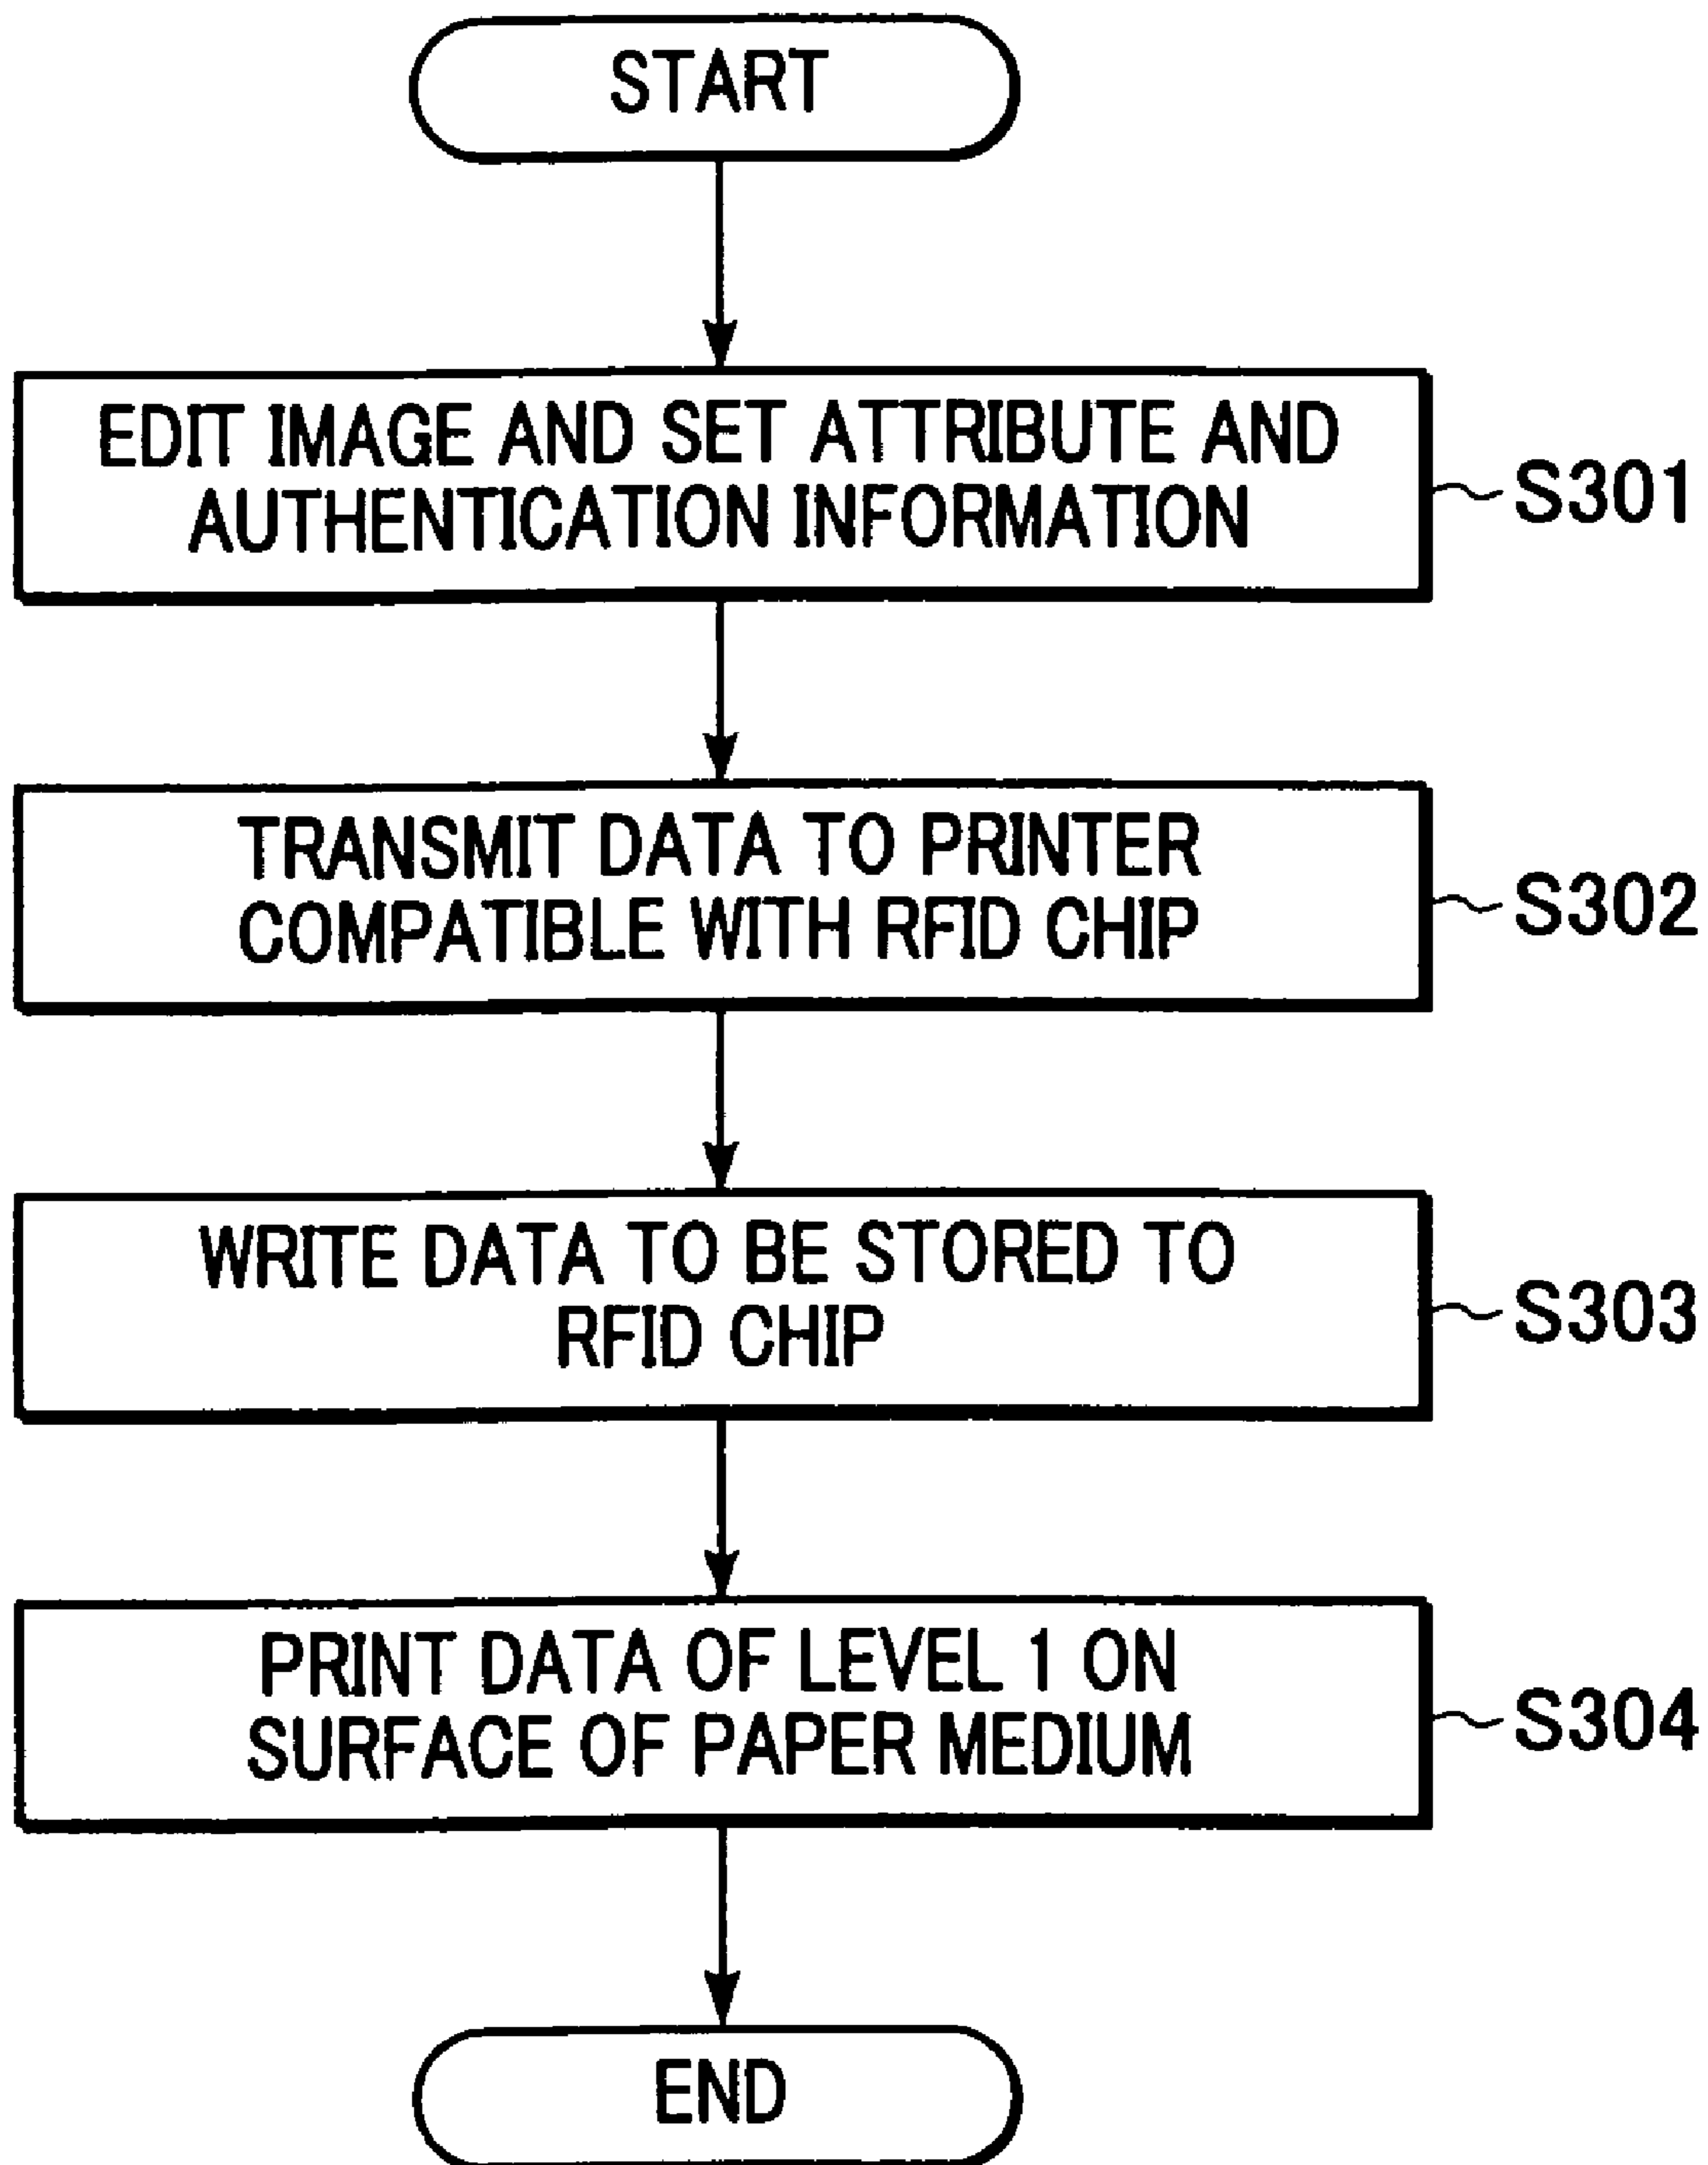 START
EDIT IMAGE AND SET ATTRIBUTE AND
AUTHENTICATION INFORMATION
S301
TRANSMIT DATA TO PRINTER
COMPATIBLE WITH RFID CHIP
S302
WRITE DATA TO BE STORED TO
RFID CHIP
S303
PRINT DATA OF LEVEL 1 ON
SURFACE OF PAPER MEDIUM
S304
END